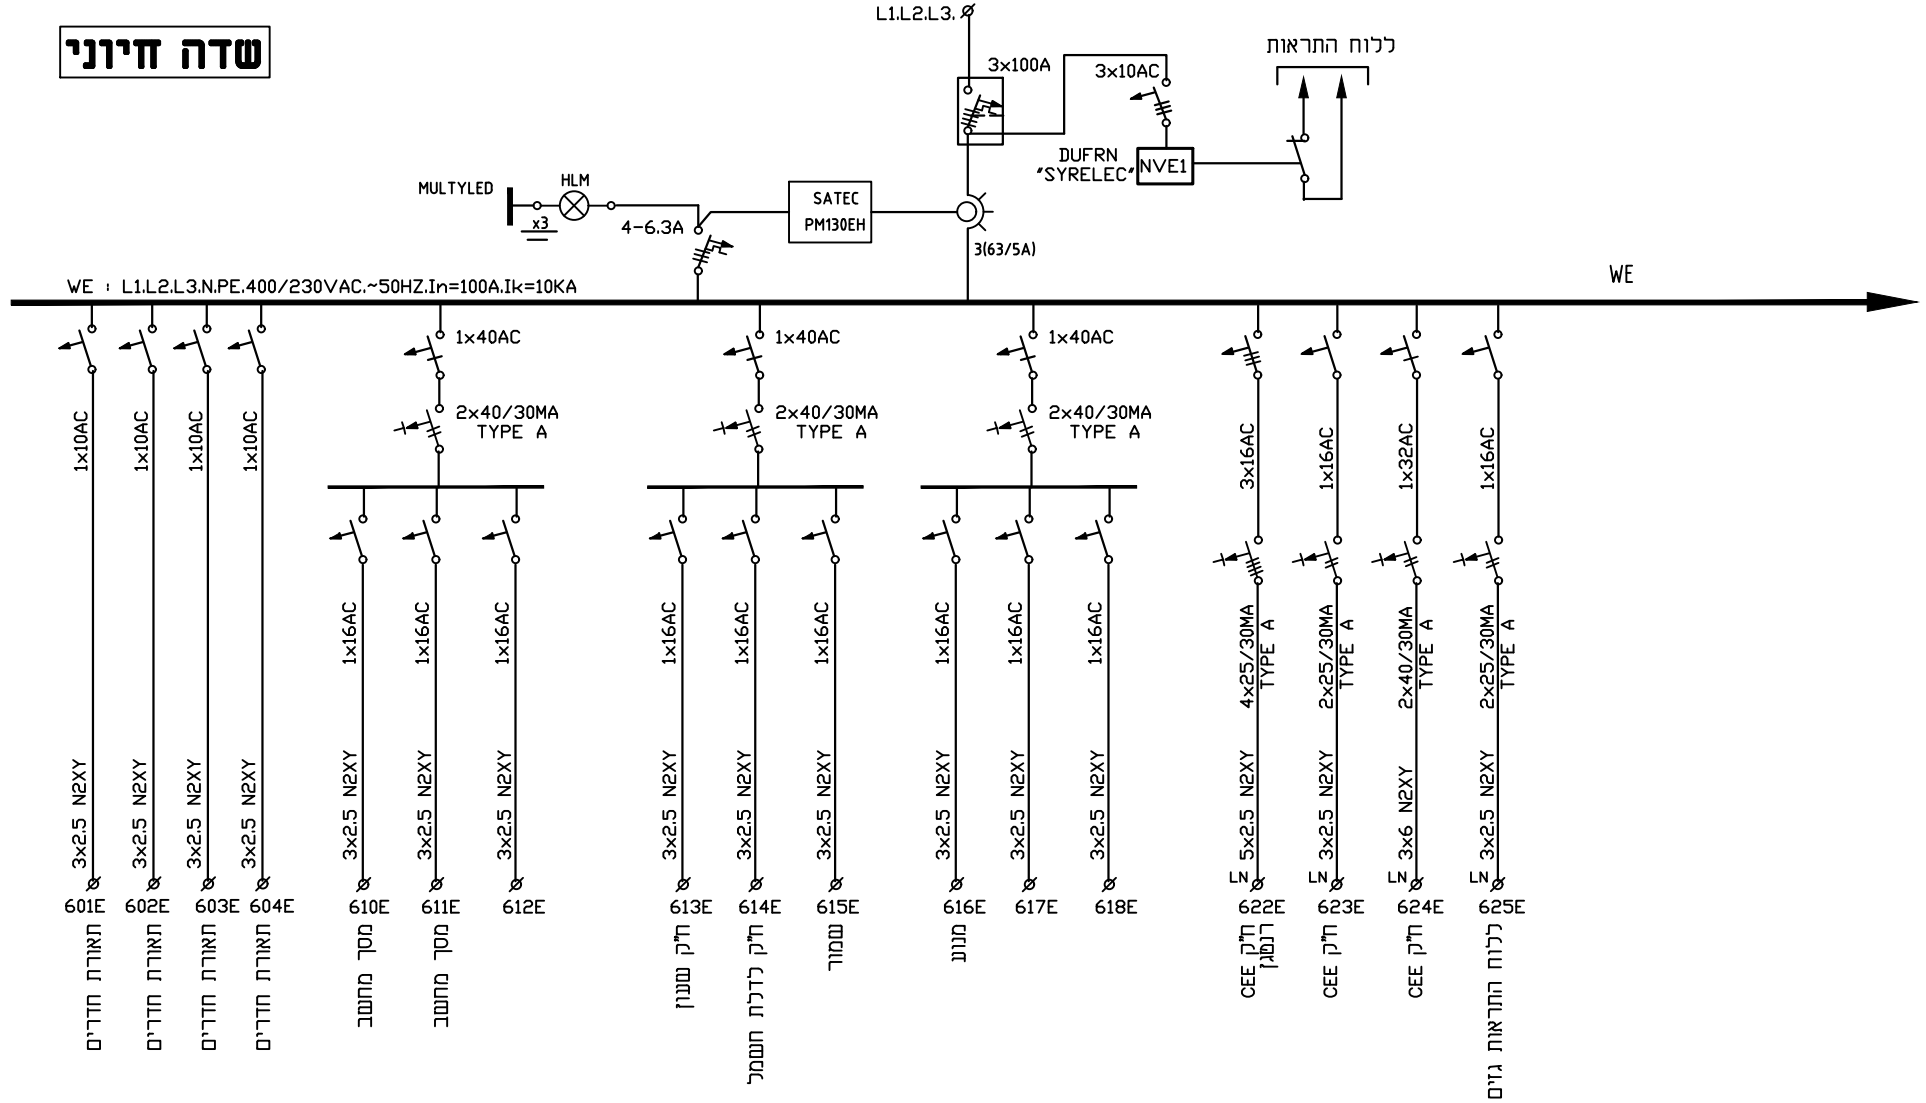 שדה חיוני
L1.L2.L3.
3x100A
3x10AC
ללוח התראות
DUFRN
"SYRELEC"
NVE1
MULTYLED
HLM
x3
4-6.3A
SATEC
PM130EH
3(63/5A)
WE : L1.L2.L3.N.PE.400/230VAC.~50HZ.In=100A.Ik=10KA
WE
1x10AC
1x10AC
1x10AC
1x10AC
1x40AC
2x40/30MA
TYPE A
1x40AC
2x40/30MA
TYPE A
1x40AC
2x40/30MA
TYPE A
3x16AC
1x16AC
1x32AC
1x16AC
1x16AC
1x16AC
1x16AC
1x16AC
1x16AC
1x16AC
1x16AC
1x16AC
1x16AC
4x25/30MA
TYPE A
2x25/30MA
TYPE A
2x40/30MA
TYPE A
2x25/30MA
TYPE A
3x2.5 N2XY
3x2.5 N2XY
3x2.5 N2XY
3x2.5 N2XY
3x2.5 N2XY
3x2.5 N2XY
3x2.5 N2XY
3x2.5 N2XY
3x2.5 N2XY
3x2.5 N2XY
3x2.5 N2XY
3x2.5 N2XY
3x2.5 N2XY
5x2.5 N2XY
3x2.5 N2XY
3x6 N2XY
3x2.5 N2XY
LN
LN
LN
LN
601E
602E
603E
604E
610E
611E
612E
613E
614E
615E
616E
617E
618E
622E
623E
624E
625E
תאורת חדרים
תאורת חדרים
תאורת חדרים
תאורת חדרים
מסך מחשב
מסך מחשב
ח"ק שעון
ח"ק לדלת חשמל
שמור
מנוע
ח"ק CEE
רנטגן
ח"ק CEE
ח"ק CEE
ללוח התראות גזים